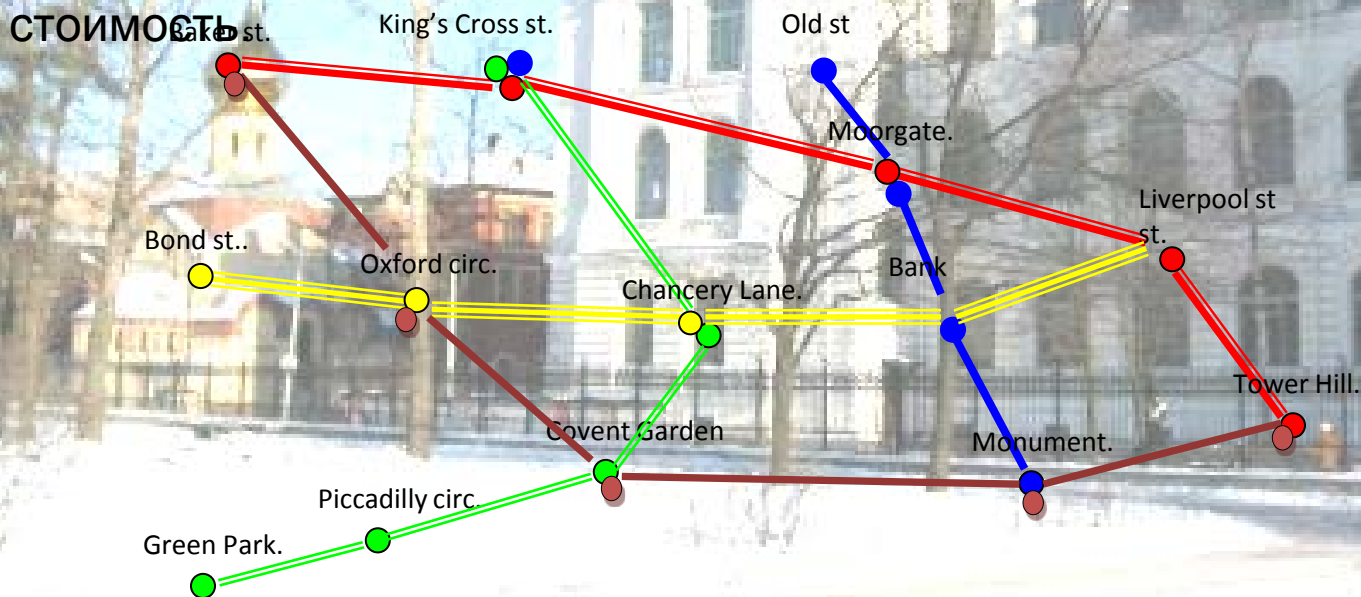 стоимость.
Baker st.
King’s Cross st.
Old st
Moorgate.
Liverpool st
st.
Bond st..
Oxford circ.
Bank
Chancery Lane.
Tower Hill.
Covent Garden
Monument.
Piccadilly circ.
Green Park.